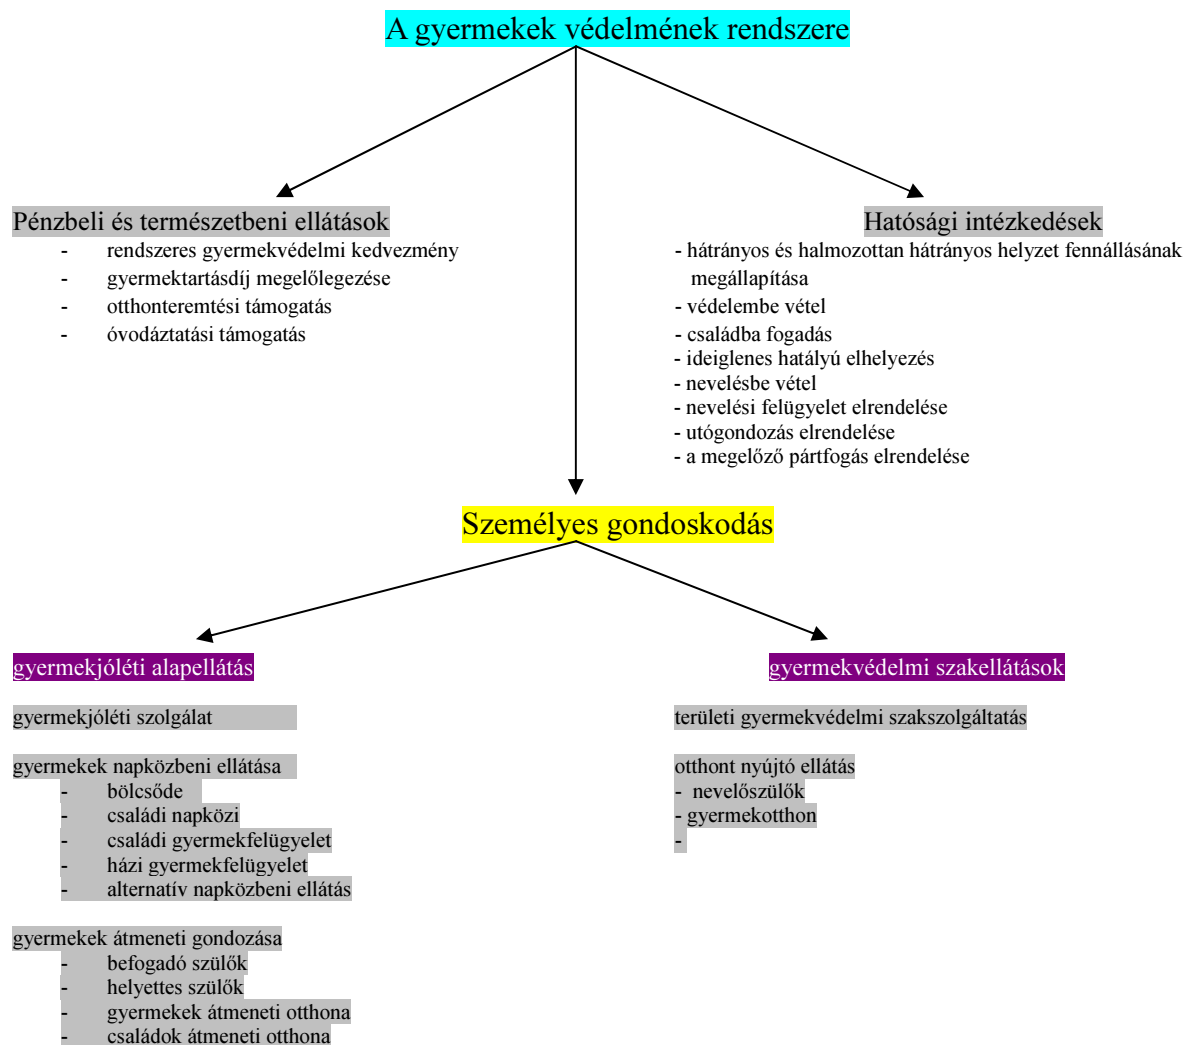 A gyermekek védelmének rendszere
Pénzbeli és természetbeni ellátások
- rendszeres gyermekvédelmi kedvezmény
- gyermektartásdíj megelőlegezése
- otthonteremtési támogatás
- óvodáztatási támogatás
Hatósági intézkedések
- hátrányos és halmozottan hátrányos helyzet fennállásának
megállapítása
- védelembe vétel
- családba fogadás
- ideiglenes hatályú elhelyezés
- nevelésbe vétel
- nevelési felügyelet elrendelése
- utógondozás elrendelése
- a megelőző pártfogás elrendelése
Személyes gondoskodás
gyermekjóléti alapellátás
gyermekjóléti szolgálat
gyermekek napközbeni ellátása
- bölcsőde
- családi napközi
- családi gyermekfelügyelet
- házi gyermekfelügyelet
- alternatív napközbeni ellátás
gyermekek átmeneti gondozása
- befogadó szülők
- helyettes szülők
- gyermekek átmeneti otthona
- családok átmeneti otthona
gyermekvédelmi szakellátások
területi gyermekvédelmi szakszolgáltatás
otthont nyújtó ellátás
- nevelőszülők
- gyermekotthon
-